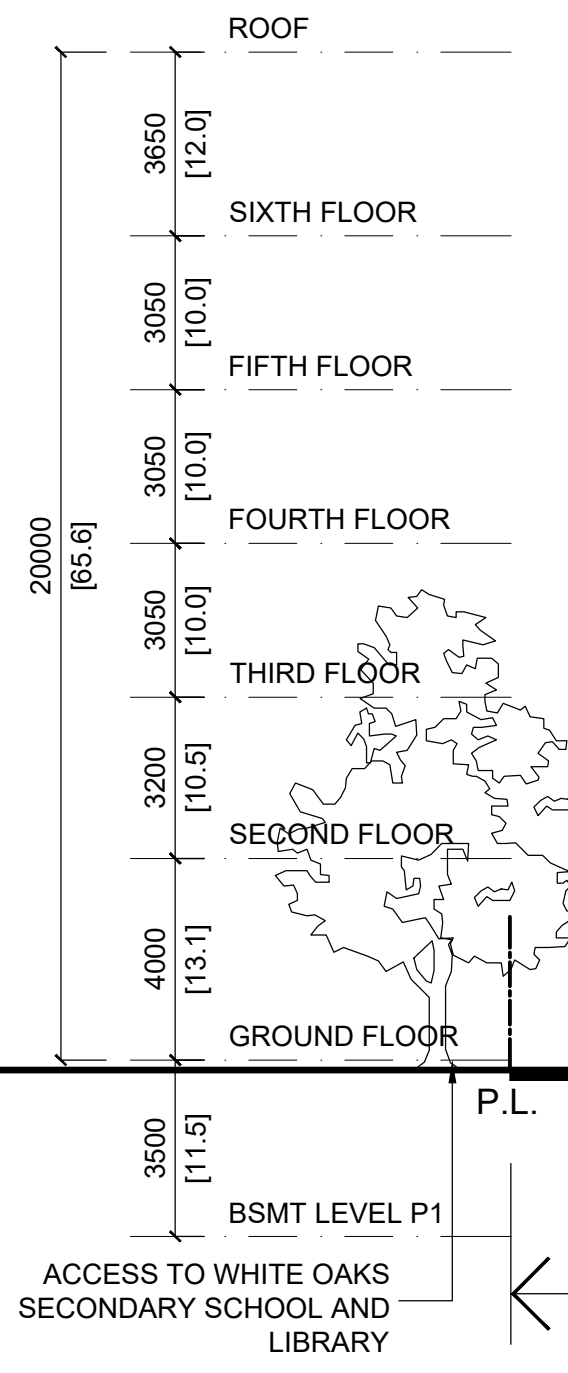 ROOF
3650
[12.0]
SIXTH FLOOR
3050
[10.0]
FIFTH FLOOR
3050
[10.0]
FOURTH FLOOR
20000
[65.6]
3050
[10.0]
THIRD FLOOR
3200
[10.5]
SECOND FLOOR
4000
[13.1]
GROUND FLOOR
P.L.
3500
[11.5]
BSMT LEVEL P1
ACCESS TO WHITE OAKS
SECONDARY SCHOOL AND
LIBRARY